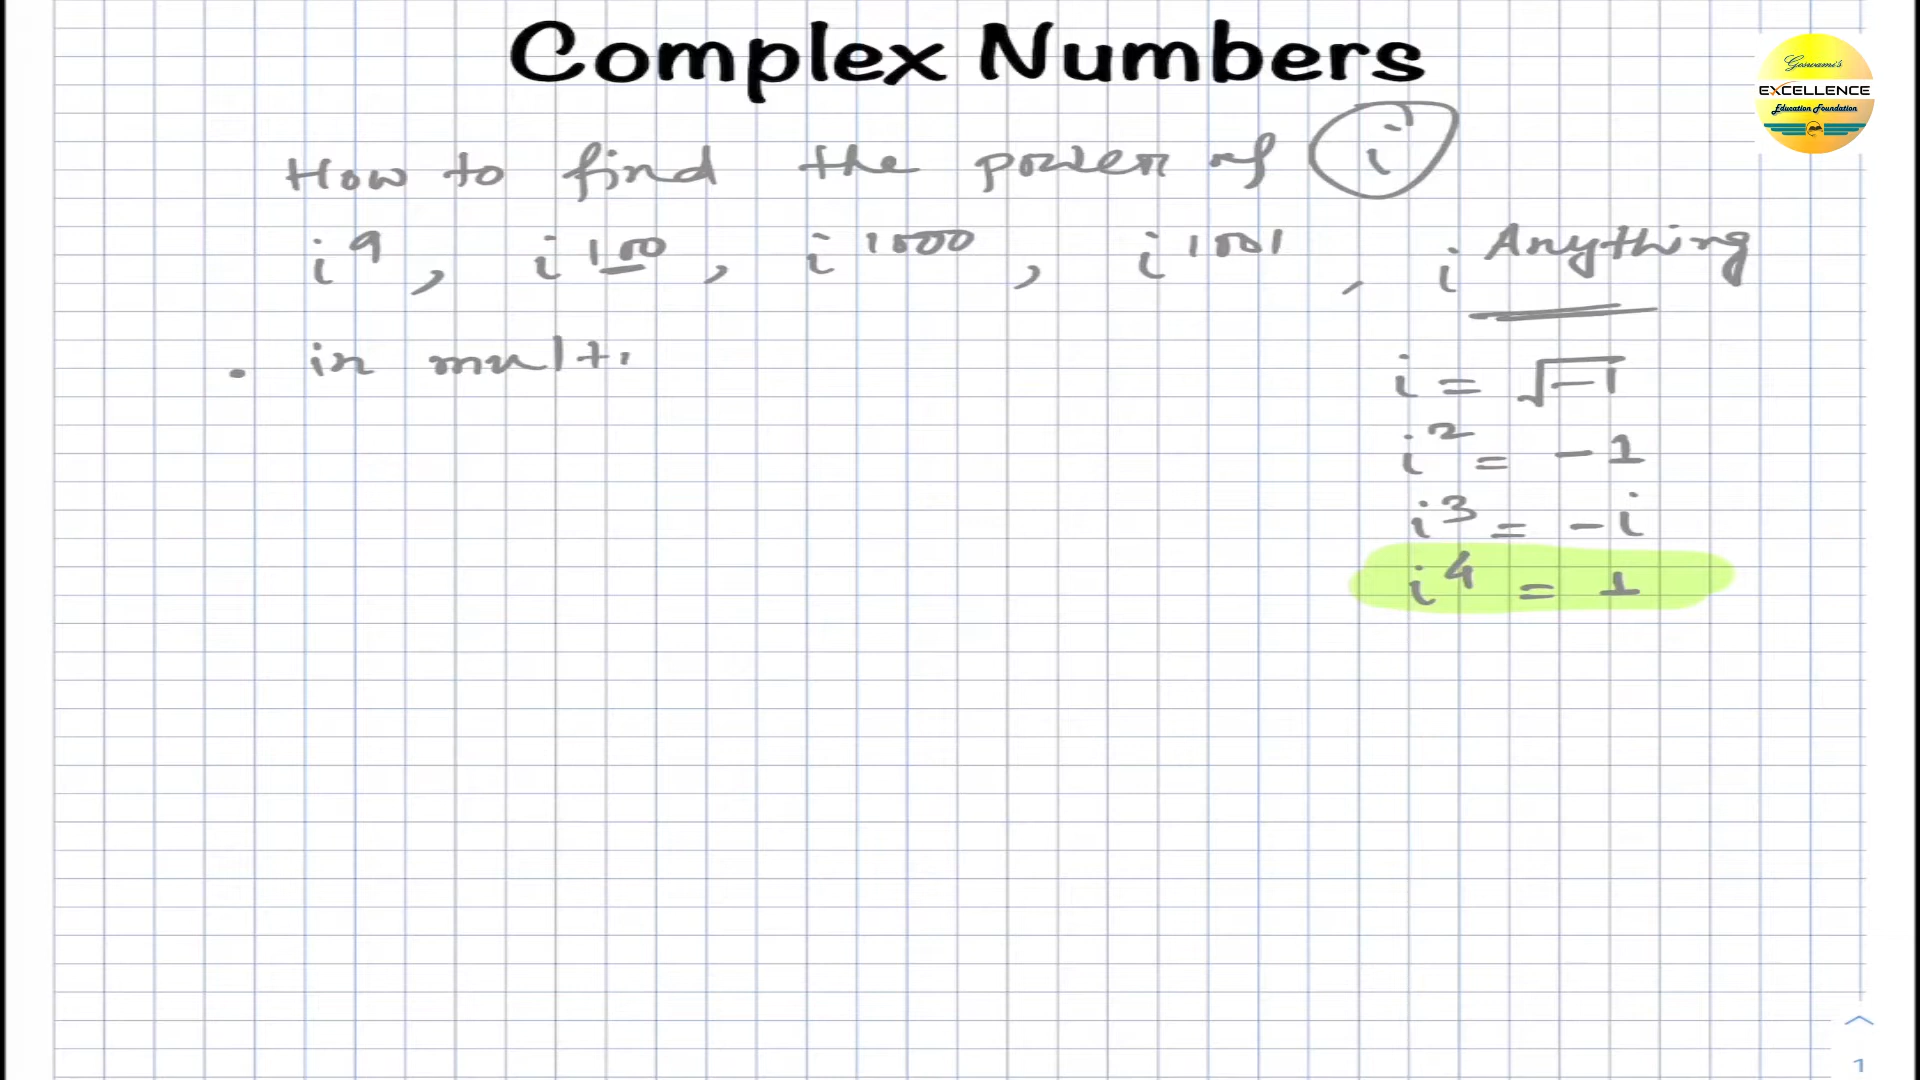 Complex Numbers
Goswami's
EXCELLENCE
Education Foundation
How to find the power of i
i⁹, i¹⁰⁰, i¹⁰⁰⁰, i¹⁰⁰¹, i^Anything
. in multi
i = √-1
i² = -1
i³ = -i
i⁴ = 1
1